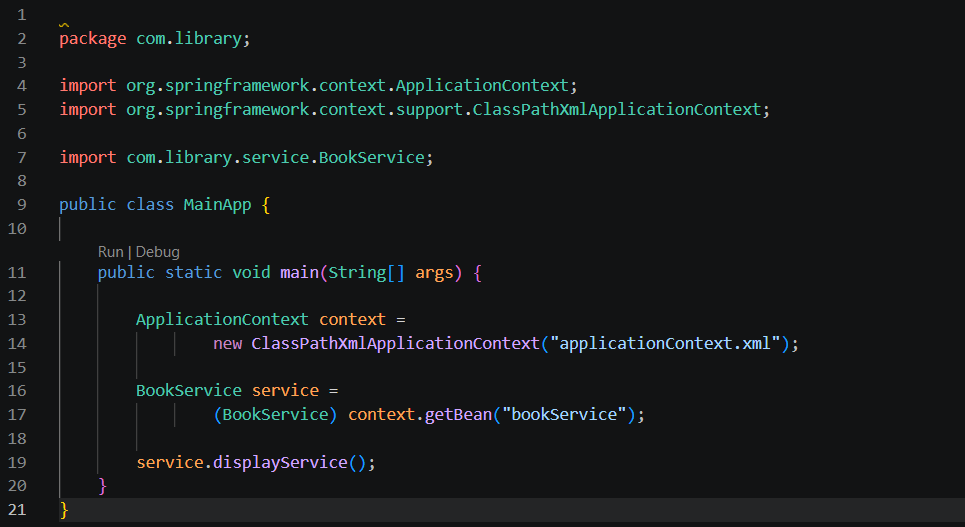 1
2 package com.library;
3
4 import org.springframework.context.ApplicationContext;
5 import org.springframework.context.support.ClassPathXmlApplicationContext;
6
7 import com.library.service.BookService;
8
9 public class MainApp {
10
Run | Debug
11 public static void main(String[] args) {
12
13 ApplicationContext context =
14 new ClassPathXmlApplicationContext("applicationContext.xml");
15
16 BookService service =
17 (BookService) context.getBean("bookService");
18
19 service.displayService();
20 }
21 }